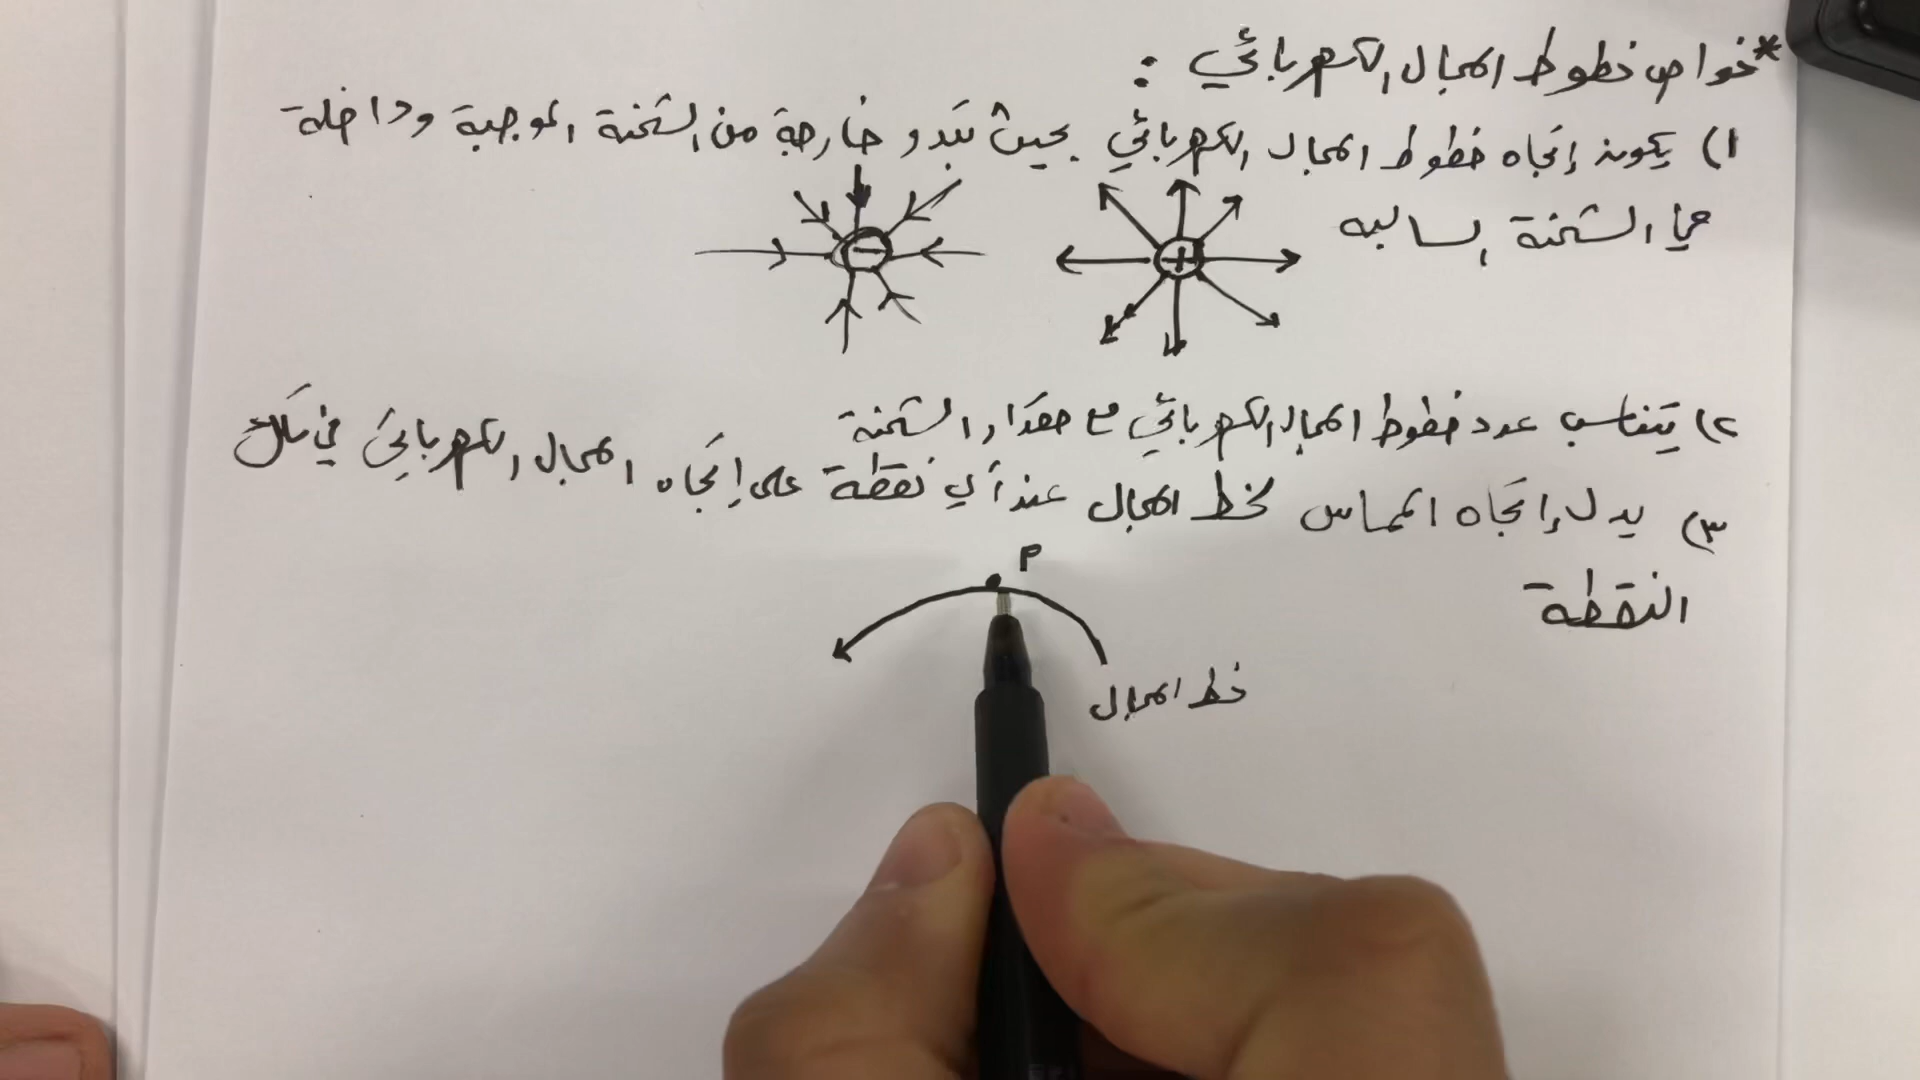 *خواص خطوط المجال الكهربائي :
١) يكون إتجاه خطوط المجال الكهربائي بحيث تبدو خارجة من الشحنة الموجبة وداخلة
في الشحنة السالبه
+
-
٢) يتناسب عدد خطوط المجال الكهربائي مع مقدار الشحنة
٣) يدل إتجاه المماس لخط المجال عند أي نقطة على إتجاه المجال الكهربائي في تلك
النقطة
P
خط المجال